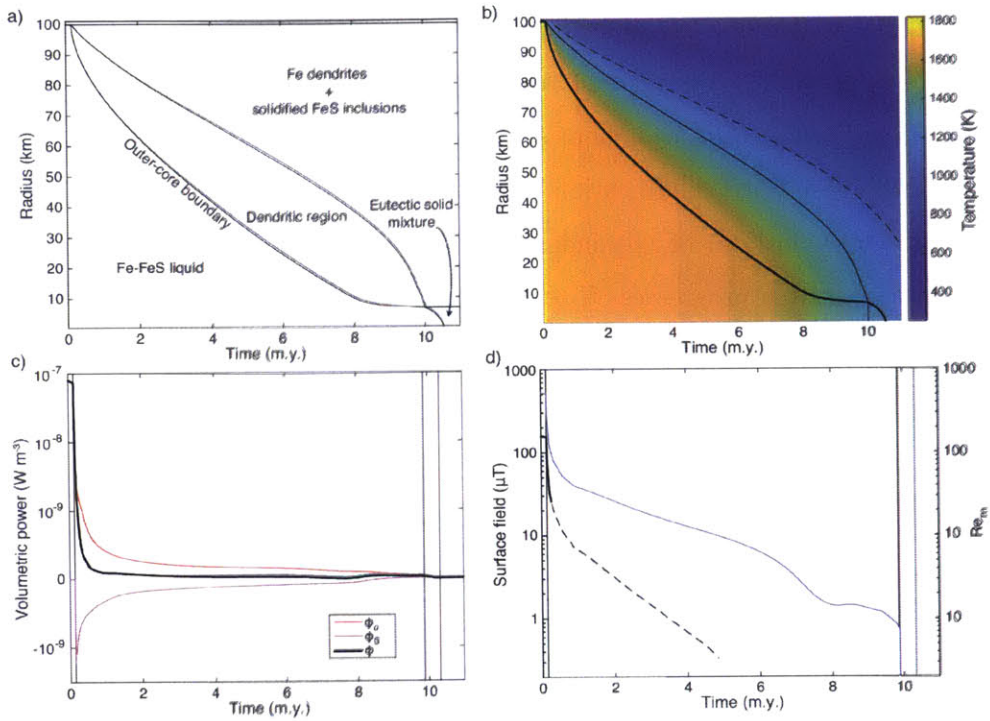 a)
100
90
80
70
60
50
40
30
20
10
Radius (km)
Fe dendrites
+
solidified FeS inclusions
Outer-core boundary
Dendritic region
Eutectic solid
mixture
Fe-FeS liquid
0 2 4 6 8 10
Time (m.y.)
b)
100
90
80
70
60
50
40
30
20
10
Radius (km)
0 2 4 6 8 10
Time (m.y.)
1800
1600
1400
1200
1000
800
600
400
Temperature (K)
c)
10-7
10-8
10-9
0
-10-9
Volumetric power (W m-3)
ϕ
0 2 4 6 8 10
Time (m.y.)
d)
1000
100
10
1
Surface field (μT)
1000
100
10
10
Rem
0 2 4 6 8 10
Time (m.y.)